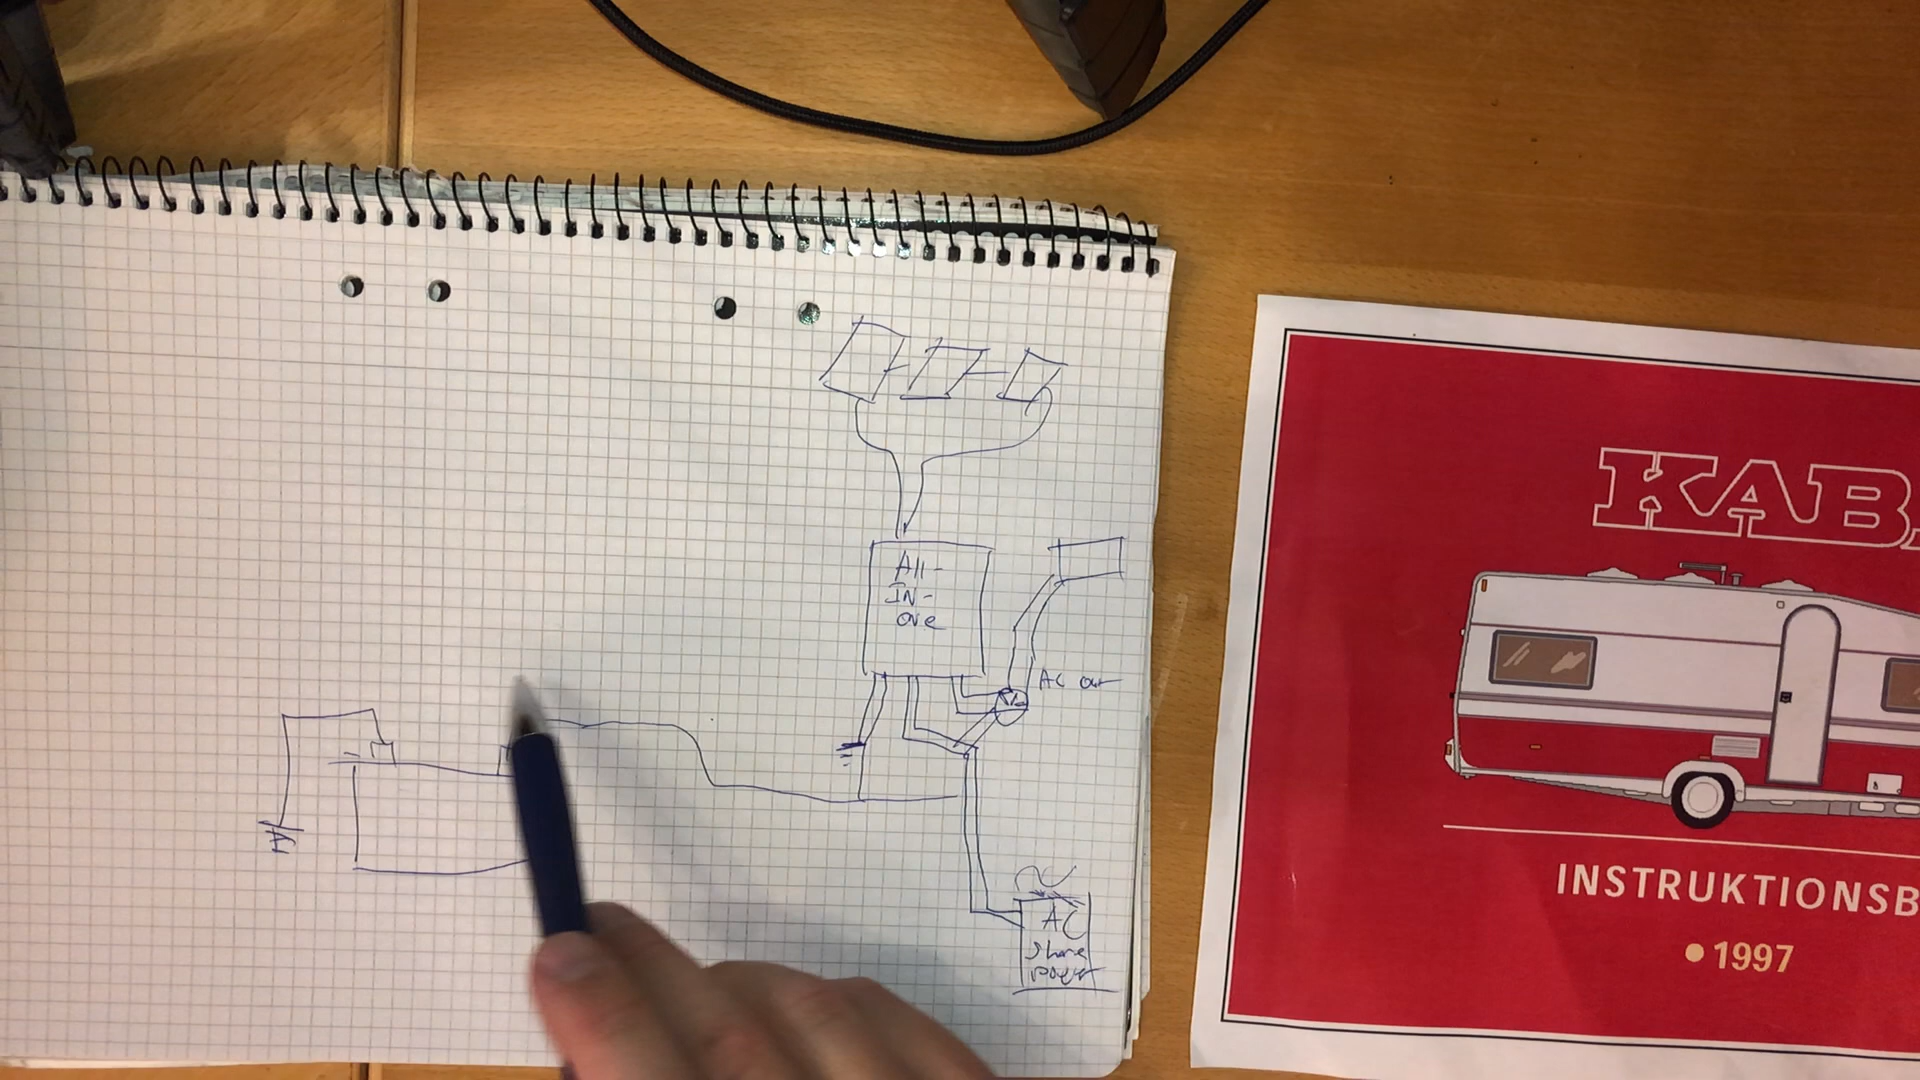 All-
IN-
one
AC out
AC
shore
power
KAB
INSTRUKTIONSB
• 1997